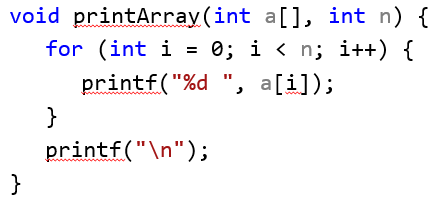 void printArray(int a[], int n) {
for (int i = 0; i < n; i++) {
printf("%d ", a[i]);
}
printf("\n");
}